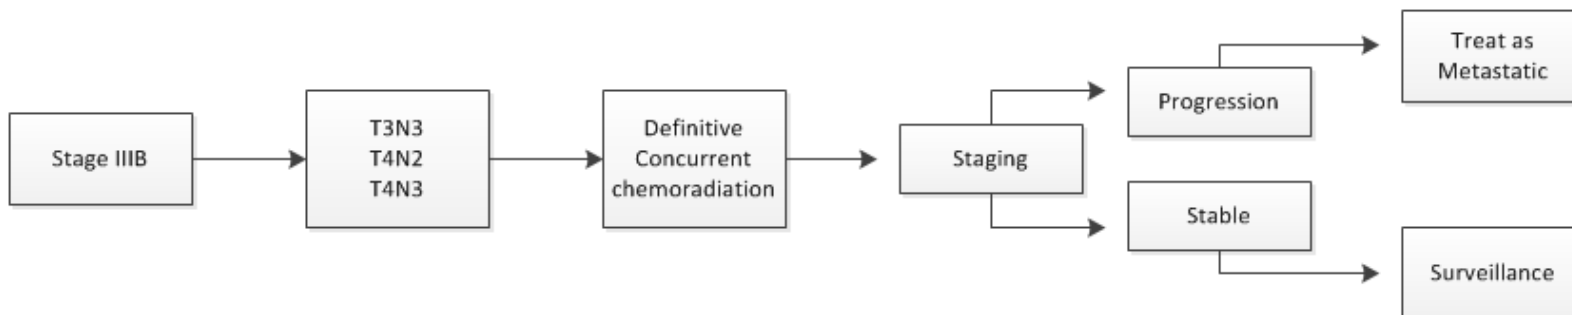 Stage IIIB
T3N3
T4N2
T4N3
Definitive
Concurrent
chemoradiation
Staging
Progression
Treat as
Metastatic
Stable
Surveillance